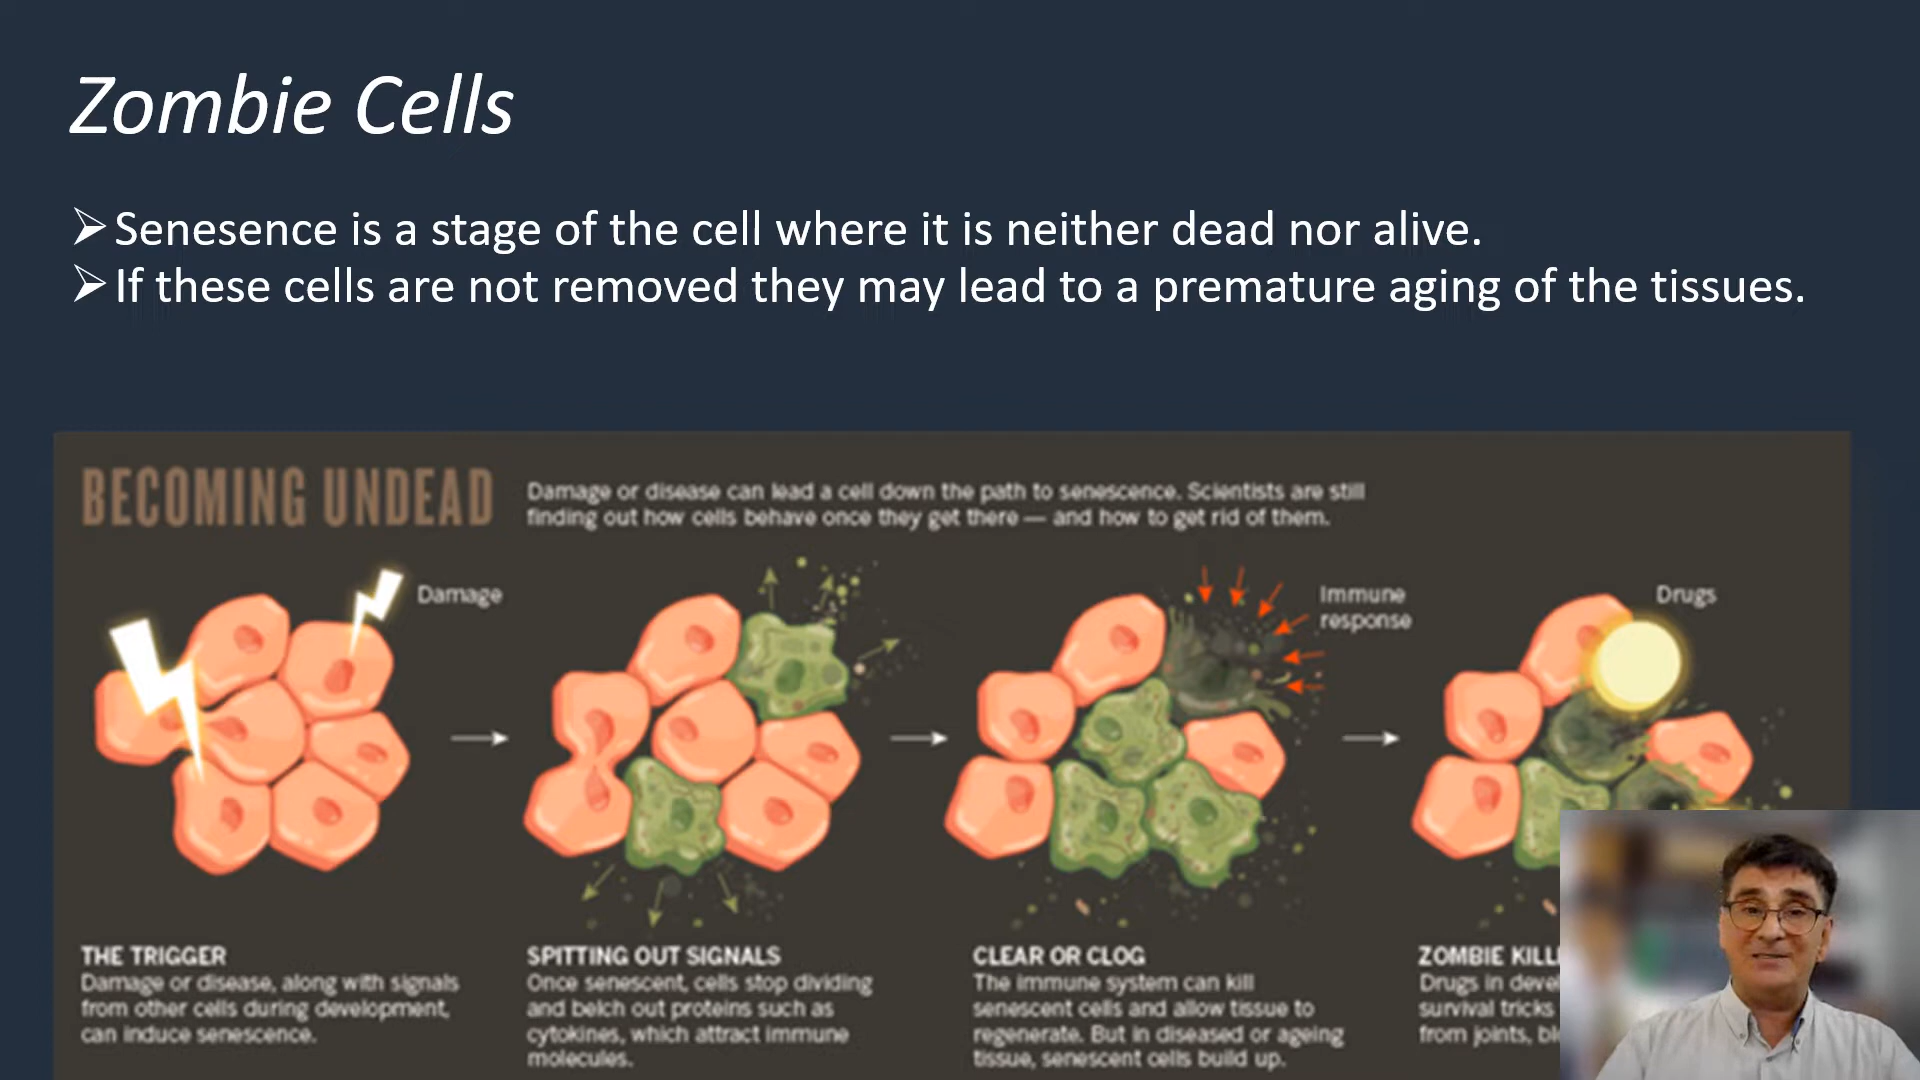 Zombie Cells
➢Senesence is a stage of the cell where it is neither dead nor alive.
➢If these cells are not removed they may lead to a premature aging of the tissues.
BECOMING UNDEAD
Damage or disease can lead a cell down the path to senescence. Scientists are still
finding out how cells behave once they get there — and how to get rid of them.
Damage
Immune
response
Drugs
THE TRIGGER
Damage or disease, along with signals
from other cells during development,
can induce senescence.
SPITTING OUT SIGNALS
Once senescent, cells stop dividing
and belch out proteins such as
cytokines, which attract immune
molecules.
CLEAR OR CLOG
The immune system can kill
senescent cells and allow tissue to
regenerate. But in diseased or ageing
tissue, senescent cells build up.
ZOMBIE
Drugs in
survival tricks
from joints,